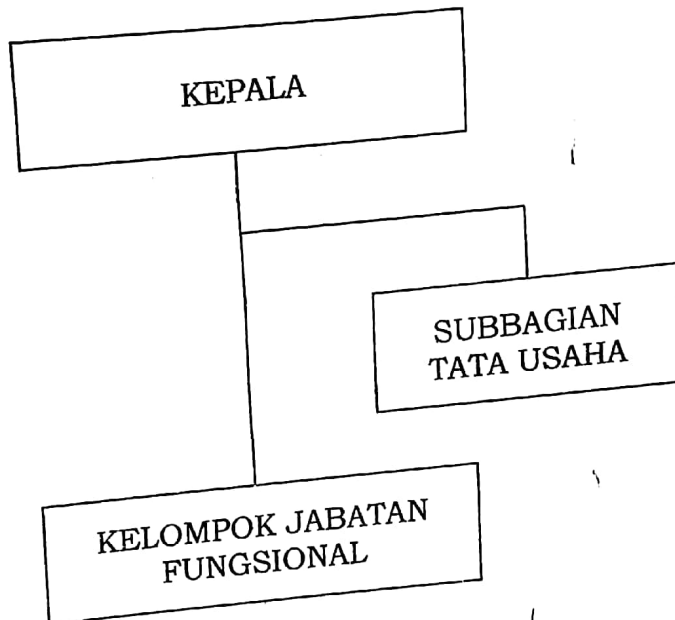 KEPALA
SUBBAGIAN
TATA USAHA
KELOMPOK JABATAN
FUNGSIONAL